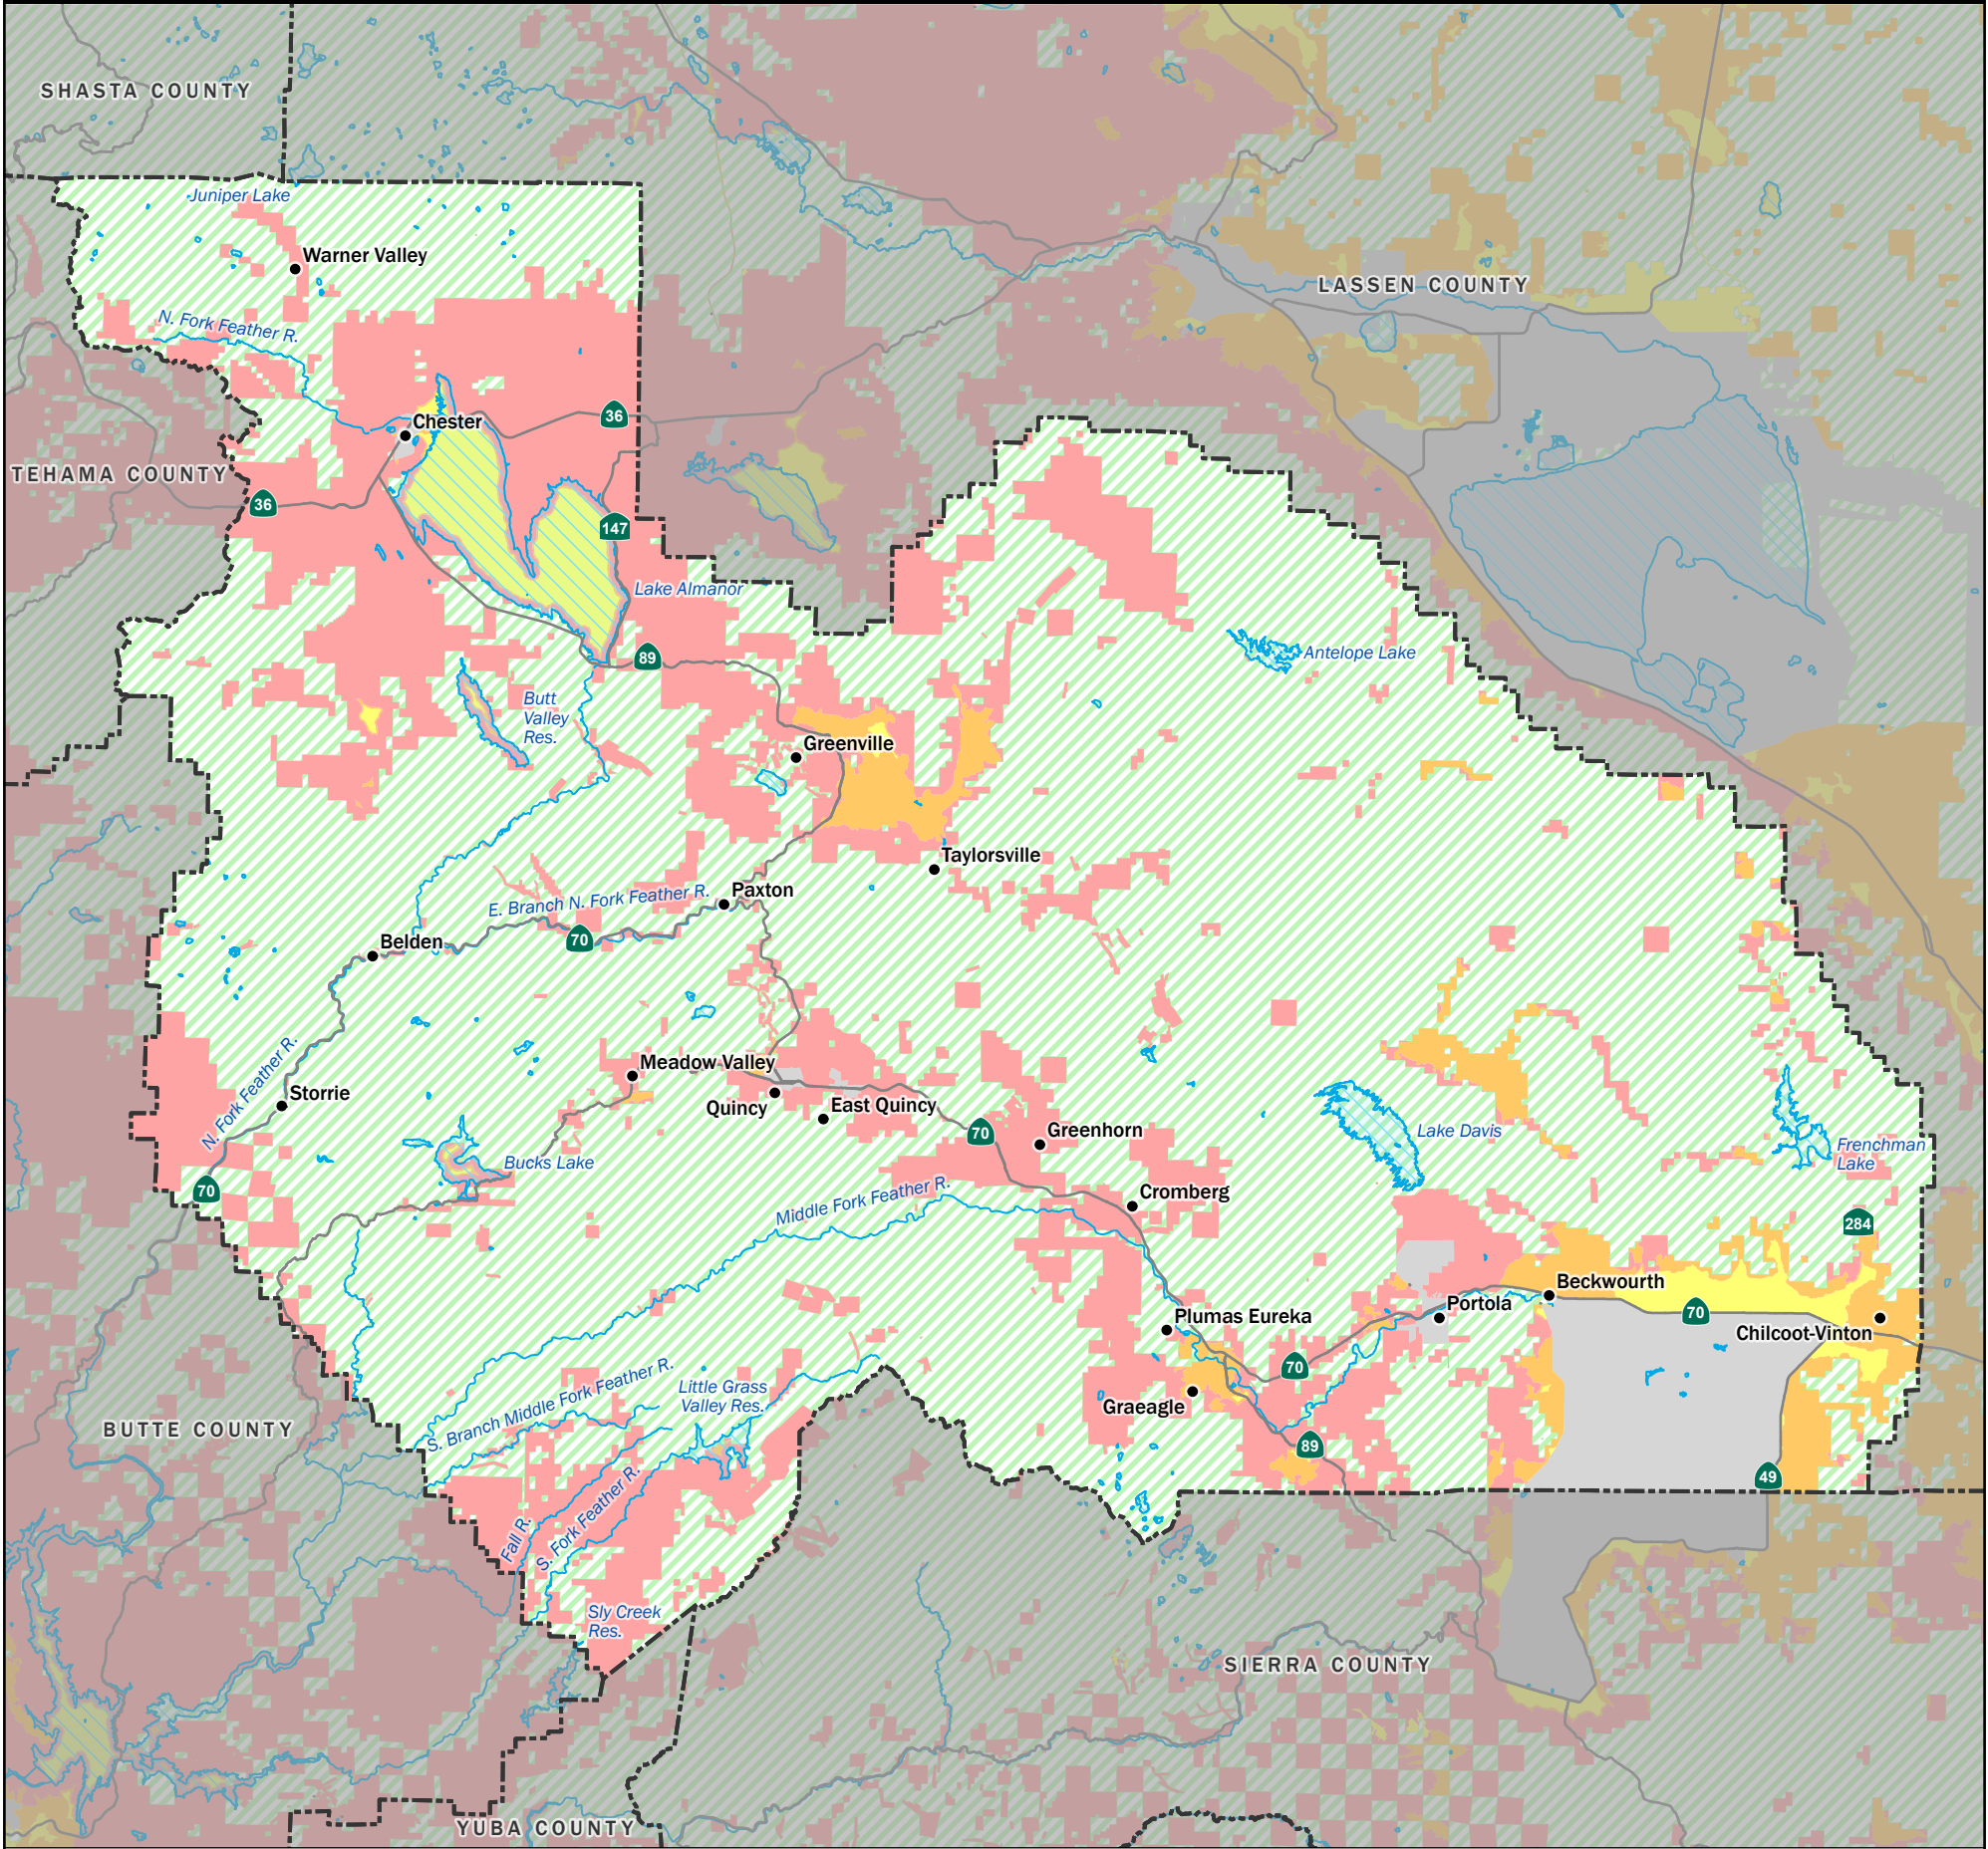 SHASTA COUNTY
Juniper Lake
Warner Valley
LASSEN COUNTY
N. Fork Feather R.
Chester
36
TEHAMA COUNTY
36
147
Lake Almanor
89
Antelope Lake
Butt
Valley
Res.
Greenville
Taylorsville
Paxton
E. Branch N. Fork Feather R.
70
Belden
N. Fork Feather R.
Storrie
Meadow Valley
Quincy
East Quincy
70
Greenhorn
Lake Davis
Frenchman
Lake
Bucks Lake
70
Cromberg
Middle Fork Feather R.
284
Beckwourth
Portola
70
Plumas Eureka
Chilcoot-Vinton
70
S. Branch Middle Fork Feather R.
Little Grass
Valley Res.
Graeagle
BUTTE COUNTY
89
49
Fall R.
S. Fork Feather R.
Sly Creek
Res.
SIERRA COUNTY
YUBA COUNTY